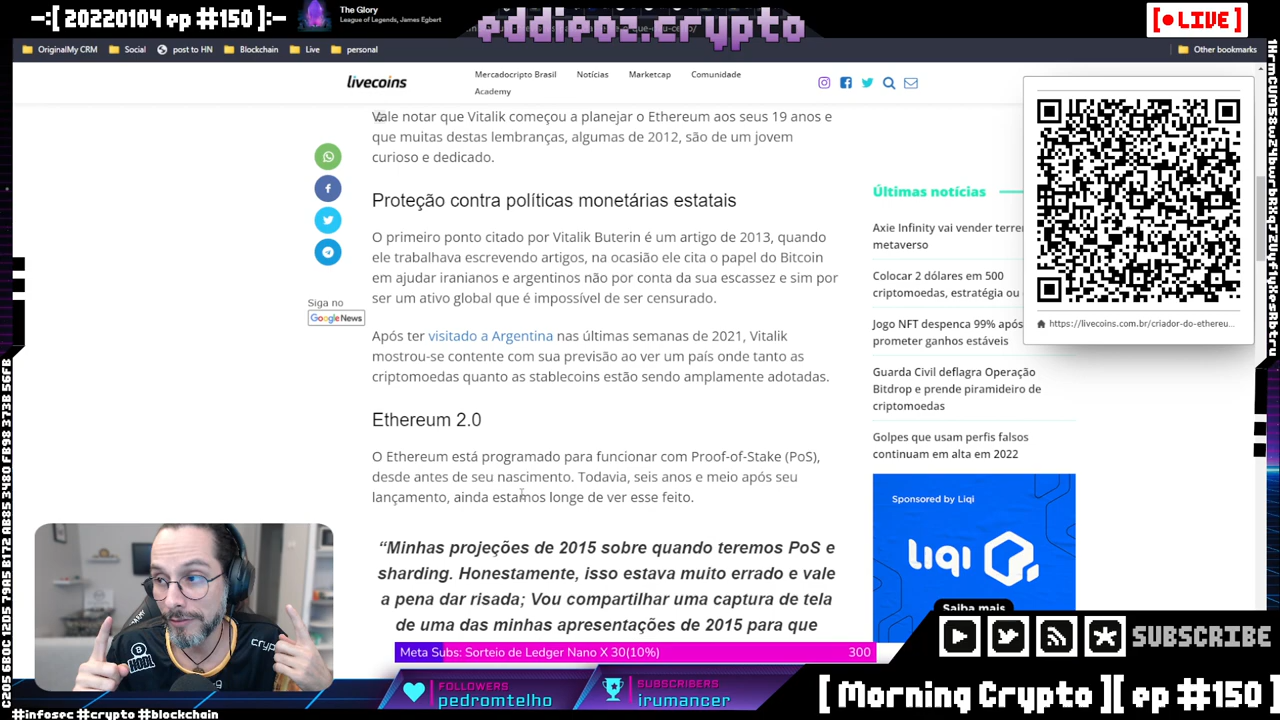 -:[ 20220104 ep #150 ]:-
The Glory
League of Legends, James Egbert
eddieoz.crypto
[● LIVE]
OriginalMy CRM
Social
post to HN
Blockchain
Live
personal
Other bookmarks
livecoins
Mercadocripto Brasil
Notícias
Marketcap
Comunidade
Academy
Vale notar que Vitalik começou a planejar o Ethereum aos seus 19 anos e
que muitas destas lembranças, algumas de 2012, são de um jovem
curioso e dedicado.
Proteção contra políticas monetárias estatais
O primeiro ponto citado por Vitalik Buterin é um artigo de 2013, quando
ele trabalhava escrevendo artigos, na ocasião ele cita o papel do Bitcoin
em ajudar iranianos e argentinos não por conta da sua escassez e sim por
ser um ativo global que é impossível de ser censurado.
Siga no
Google News
Após ter visitado a Argentina nas últimas semanas de 2021, Vitalik
mostrou-se contente com sua previsão ao ver um país onde tanto as
criptomoedas quanto as stablecoins estão sendo amplamente adotadas.
Ethereum 2.0
O Ethereum está programado para funcionar com Proof-of-Stake (PoS),
desde antes de seu nascimento. Todavia, seis anos e meio após seu
lançamento, ainda estamos longe de ver esse feito.
“Minhas projeções de 2015 sobre quando teremos PoS e
sharding. Honestamente, isso estava muito errado e vale
a pena dar risada; Vou compartilhar uma captura de tela
de uma das minhas apresentações de 2015 para que
Últimas notícias
Axie Infinity vai vender terre
metaverso
Colocar 2 dólares em 500
criptomoedas, estratégia ou
Jogo NFT despenca 99% após
prometer ganhos estáveis
Guarda Civil deflagra Operação
Bitdrop e prende piramideiro de
criptomoedas
Golpes que usam perfis falsos
continuam em alta em 2022
https://livecoins.com.br/criador-do-ethereu...
Sponsored by Liqi
liqi
Saiba mais
Meta Subs: Sorteio de Ledger Nano X 30(10%)
300
SUBSCRIBE
FOLLOWERS
pedromtelho
SUBSCRIBERS
irumancer
[ Morning Crypto ][ ep #150 ]
#infosec #crypto #blockchain